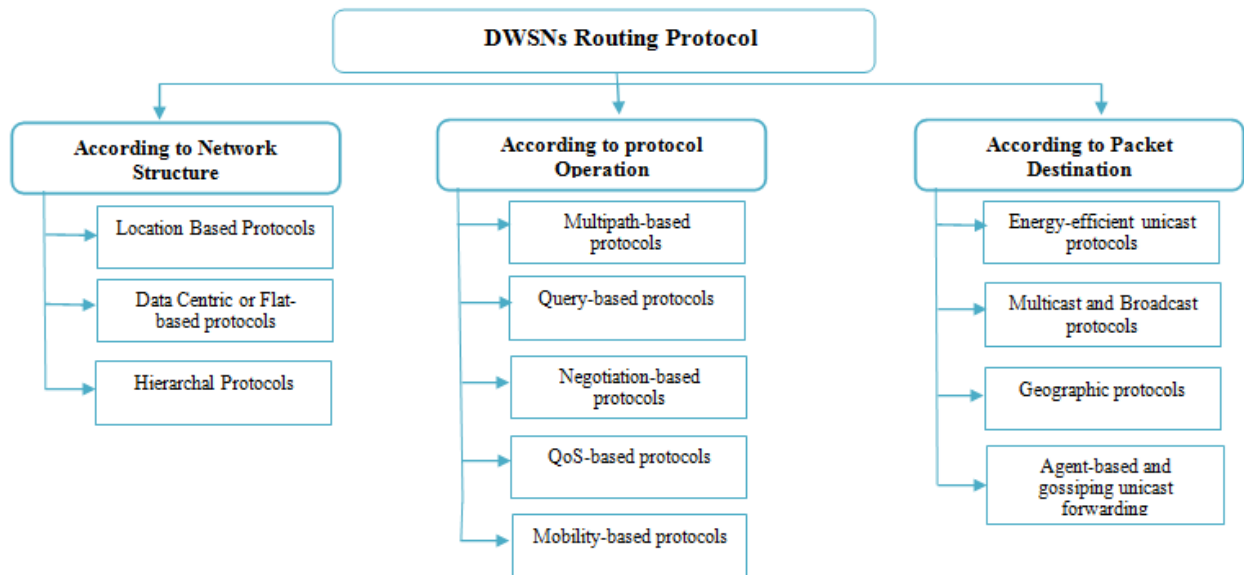 DWSNs Routing Protocol
According to Network
Structure
Location Based Protocols
Data Centric or Flat-
based protocols
Hierarchal Protocols
According to protocol
Operation
Multipath-based
protocols
Query-based protocols
Negotiation-based
protocols
QoS-based protocols
Mobility-based protocols
According to Packet
Destination
Energy-efficient unicast
protocols
Multicast and Broadcast
protocols
Geographic protocols
Agent-based and
gossiping unicast
forwarding